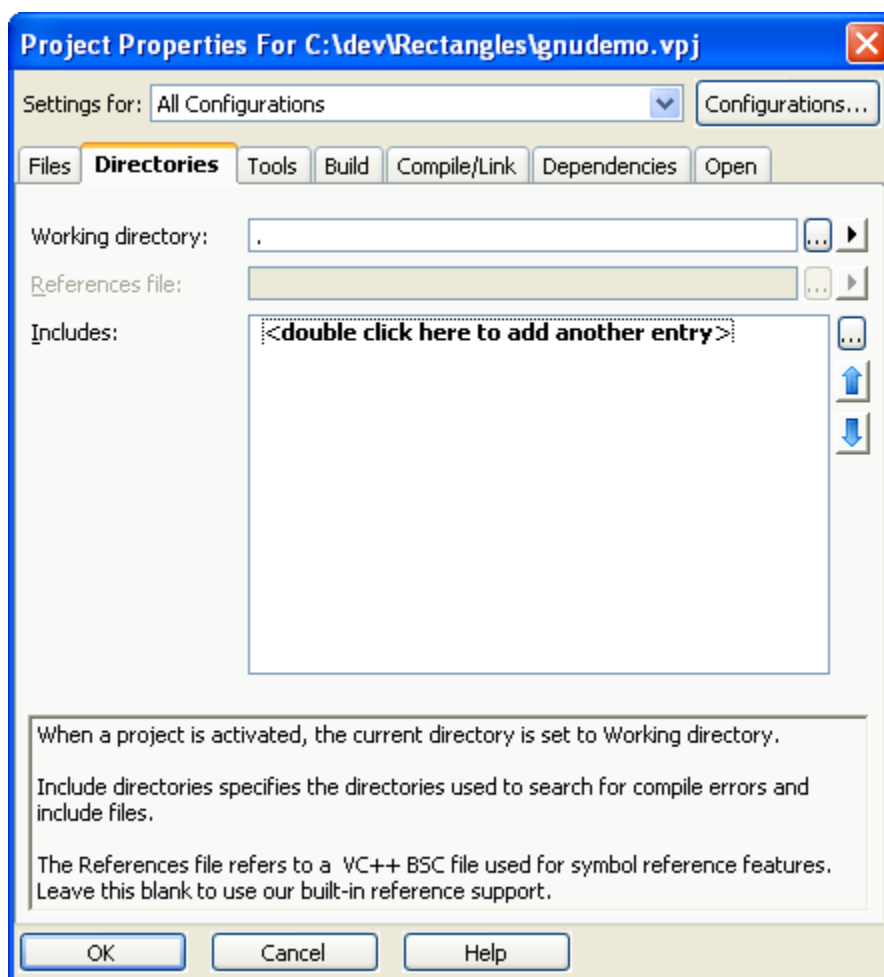 Project Properties For C:\dev\Rectangles\gnudemo.vpj
Settings for: All Configurations Configurations...
Files Directories Tools Build Compile/Link Dependencies Open
Working directory: . ...
References file: ...
Includes: <double click here to add another entry> ...
When a project is activated, the current directory is set to Working directory.
Include directories specifies the directories used to search for compile errors and
include files.
The References file refers to a  VC++ BSC file used for symbol reference features.
Leave this blank to use our built-in reference support.
OK Cancel Help